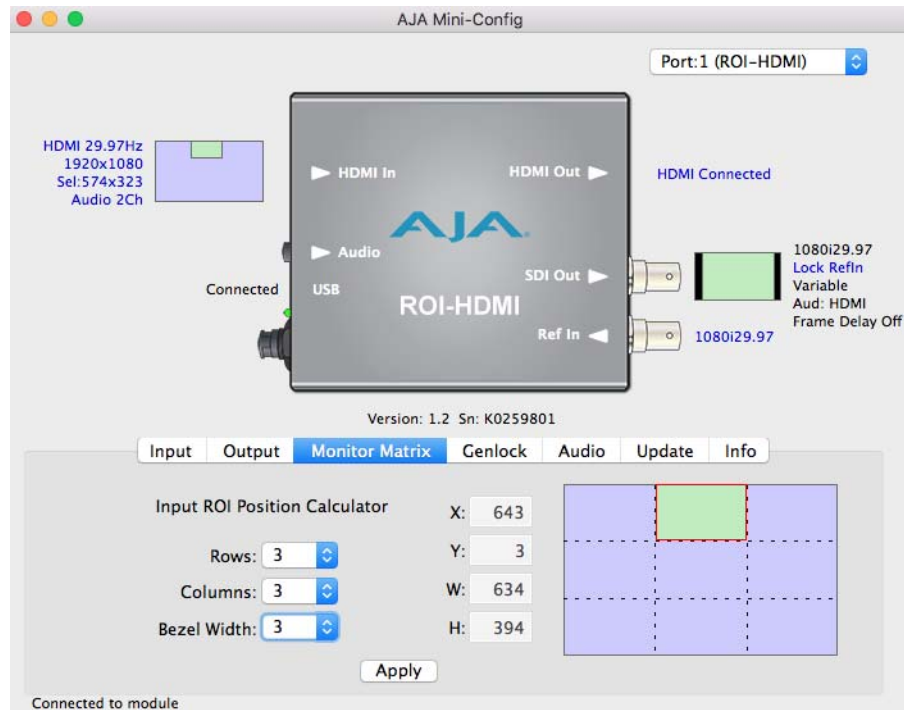 AJA Mini-Config
Port:1 (ROI-HDMI)
HDMI 29.97Hz
1920x1080
Sel:574x323
Audio 2Ch
HDMI In
HDMI Out
HDMI Connected
AJA
Audio
Connected
USB
SDI Out
ROI-HDMI
Ref In
1080i29.97
1080i29.97
Lock RefIn
Variable
Aud: HDMI
Frame Delay Off
Version: 1.2 Sn: K0259801
Input Output Monitor Matrix Genlock Audio Update Info
Input ROI Position Calculator
Rows: 3
Columns: 3
Bezel Width: 3
X: 643
Y: 3
W: 634
H: 394
Apply
Connected to module